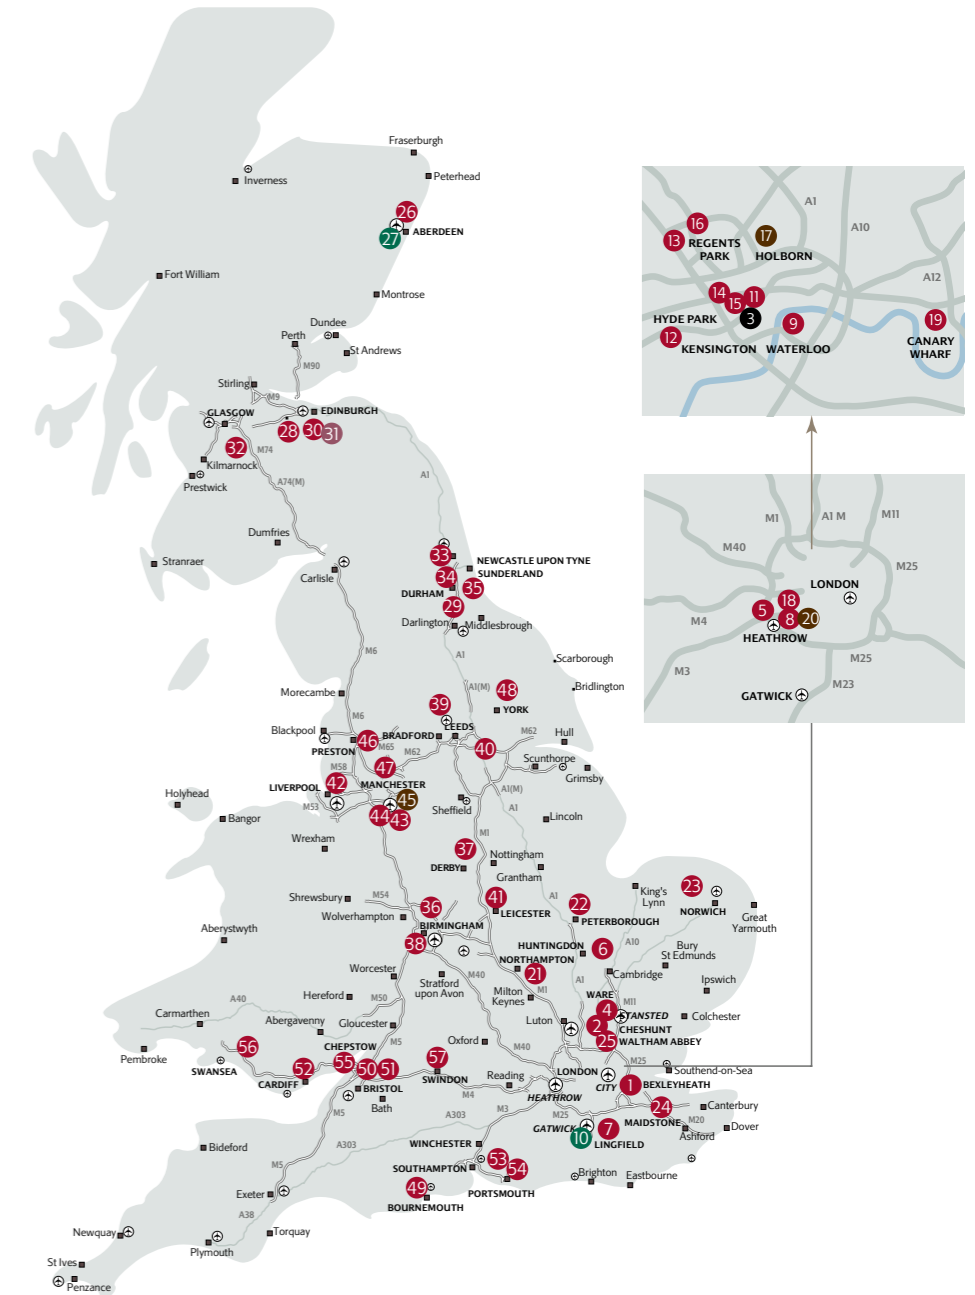 Fraserburgh
Inverness
Peterhead
26
27
ABERDEEN
Fort William
Montrose
Dundee
Perth
St Andrews
M90
Stirling
M9
GLASGOW
EDINBURGH
28
30
31
32
M74
Kilmarnock
Prestwick
A74(M)
A1
Dumfries
Stranraer
Carlisle
33
NEWCASTLE UPON TYNE
SUNDERLAND
34
35
DURHAM
29
Darlington
Middlesbrough
M6
A1
Scarborough
A1(M)
48
Bridlington
Morecambe
39
YORK
M6
Blackpool
LEEDS
BRADFORD
46
PRESTON
M65
M62
40
M62
Hull
M58
47
Scunthorpe
Grimsby
42
MANCHESTER
LIVERPOOL
45
A1(M)
Holyhead
M53
Sheffield
A1
Bangor
44
43
Lincoln
Wrexham
M1
37
Nottingham
DERBY
Grantham
King's
Lynn
23
Shrewsbury
M54
36
41
A1
22
NORWICH
Wolverhampton
LEICESTER
PETERBOROUGH
Great
Yarmouth
Aberystwyth
BIRMINGHAM
38
HUNTINGDON
6
A10
Bury
St Edmunds
NORTHAMPTON
Worcester
21
Cambridge
Stratford
upon Avon
M40
Ipswich
Hereford
M50
Milton
Keynes
M1
A1
WARE
M11
A40
Carmarthen
Abergavenny
Gloucester
4
STANSTED
Colchester
Luton
2
CHESHUNT
M5
Oxford
25
WALTHAM ABBEY
56
CHEPSTOW
57
M40
Pembroke
55
M25
SWANSEA
52
50
51
LONDON
Southend-on-Sea
CARDIFF
SWINDON
Reading
CITY
1
BEXLEYHEATH
BRISTOL
M4
HEATHROW
Bath
M3
24
Canterbury
M5
A303
M25
MAIDSTONE
M20
GATWICK
7
Dover
A303
10
Ashford
Bideford
WINCHESTER
LINGFIELD
M5
53
SOUTHAMPTON
54
Brighton
Eastbourne
Exeter
49
PORTSMOUTH
BOURNEMOUTH
A38
Newquay
Torquay
Plymouth
St Ives
Penzance
A1
16
17
A10
13
REGENTS
PARK
HOLBORN
A12
14
11
15
HYDE PARK
3
9
19
12
KENSINGTON
WATERLOO
CANARY
WHARF
M1
A1 M
M11
M40
M25
LONDON
18
5
M4
8
20
HEATHROW
M3
M25
M23
GATWICK